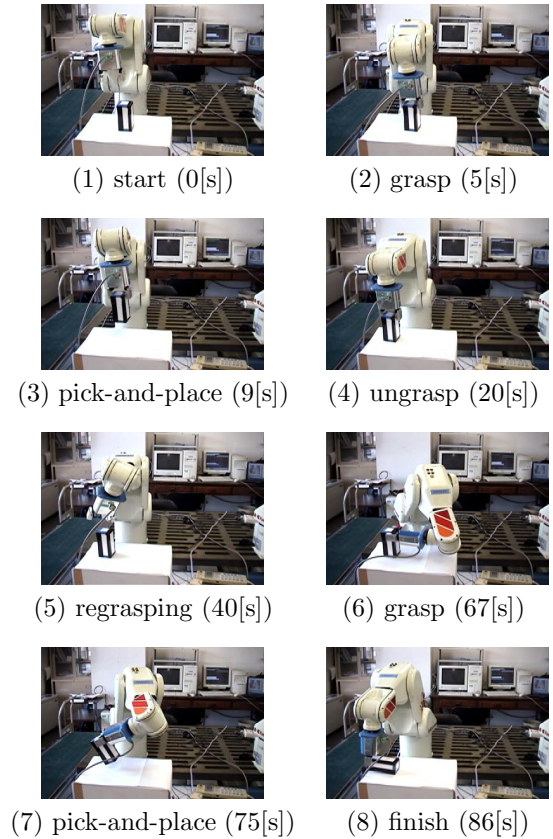 (1) start (0[s])
(2) grasp (5[s])
(3) pick-and-place (9[s])
(4) ungrasp (20[s])
(5) regrasping (40[s])
(6) grasp (67[s])
(7) pick-and-place (75[s])
(8) finish (86[s])